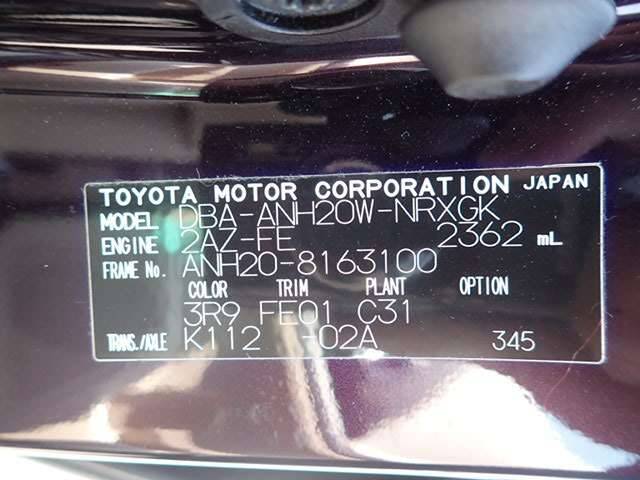 TOYOTA MOTOR CORPORATION JAPAN
MODEL DBA-ANH20W-NRXGK
ENGINE 2AZ-FE 2362 mL
FRAME No. ANH20-8163100
COLOR TRIM PLANT OPTION
3R9 FE01 C31
TRANS./AXLE K112 -02A 345